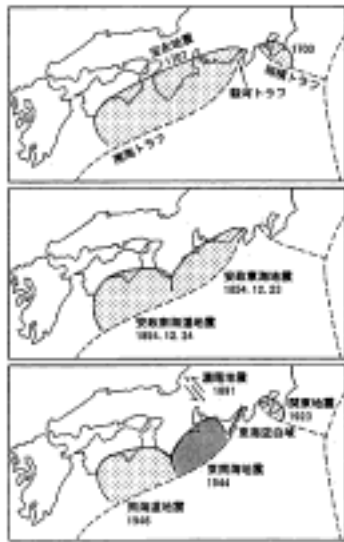 宝永地震
1707
1703
相模トラフ
駿河トラフ
南海トラフ
安政東海地震
1854.12.23
安政南海道地震
1854.12.24
濃尾地震
1891
関東地震
1923
東海空白域
東南海地震
1944
南海道地震
1946